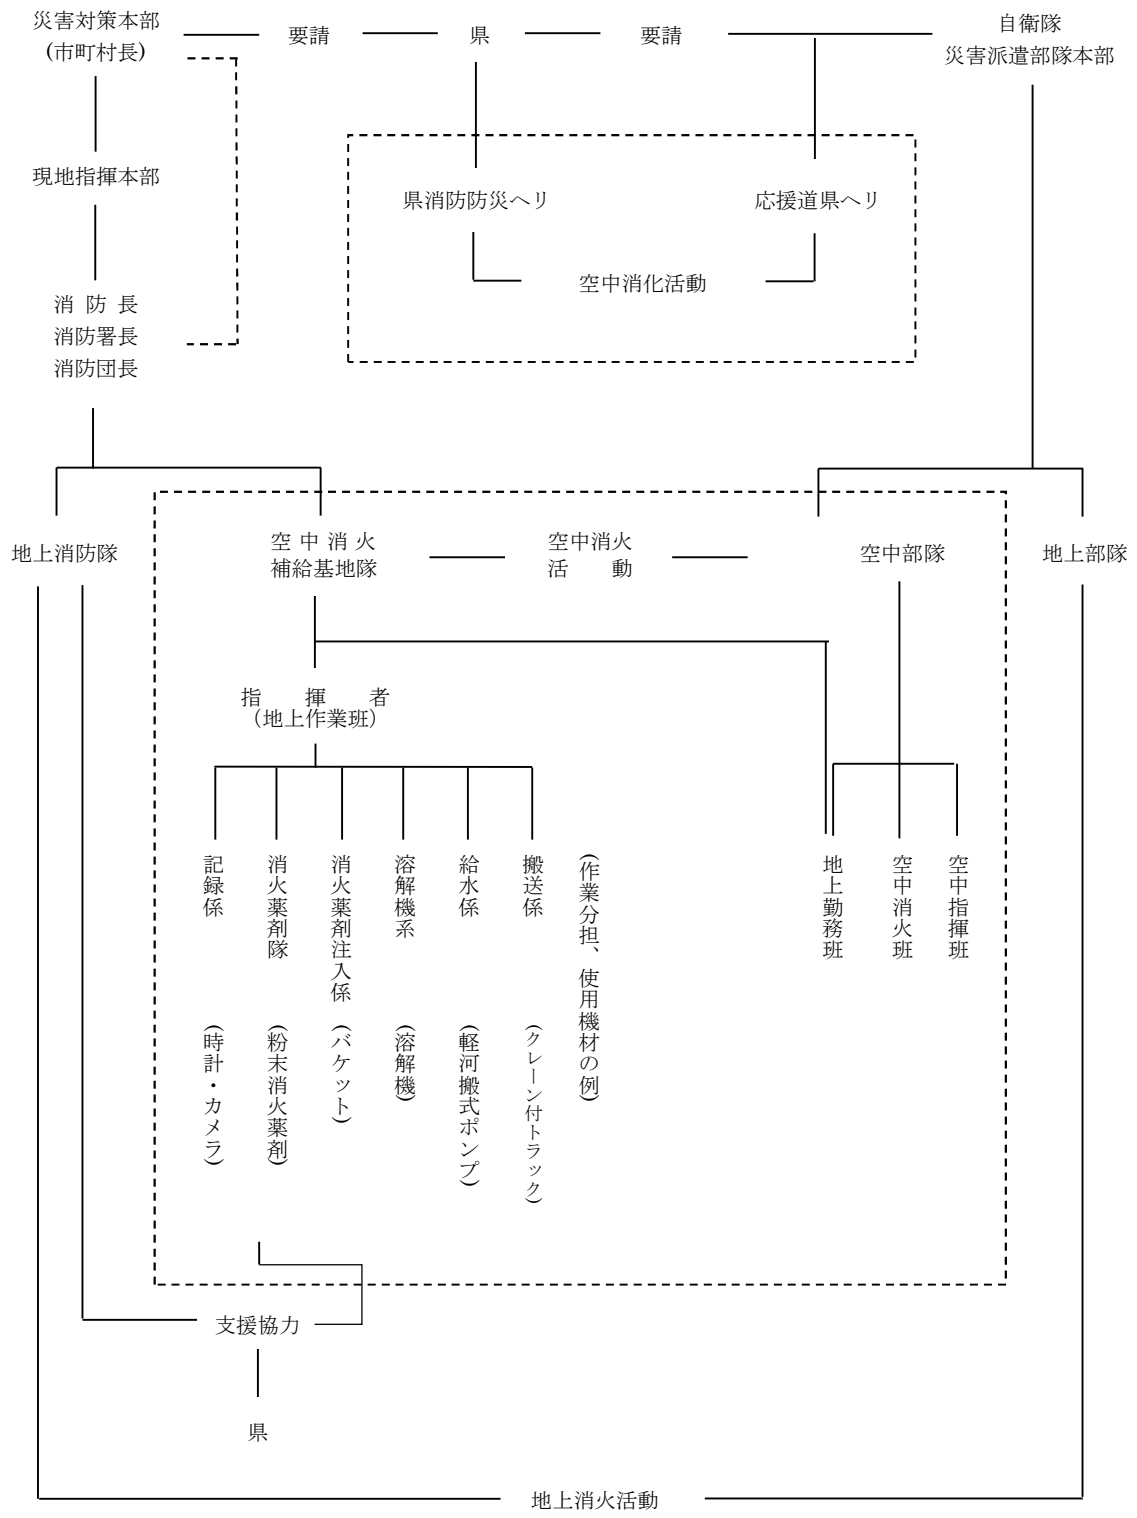 災害対策本部
(市町村長)
要請
県
要請
自衛隊
災害派遣部隊本部
現地指揮本部
県消防防災ヘリ
応援道県ヘリ
空中消化活動
消 防 長
消防署長
消防団長
地上消防隊
空 中 消 火
補給基地隊
空中消火
活　　動
空中部隊
地上部隊
指　　揮　　者
（地上作業班）
記録係　(時計・カメラ)
消火薬剤隊　(粉末消火薬剤)
消火薬剤注入係　(バケット)
溶解機系　(溶解機)
給水係　(軽河搬式ポンプ)
搬送係　(クレーン付トラック)
(作業分担、使用機材の例)
地上勤務班
空中消火班
空中指揮班
支援協力
県
地上消火活動